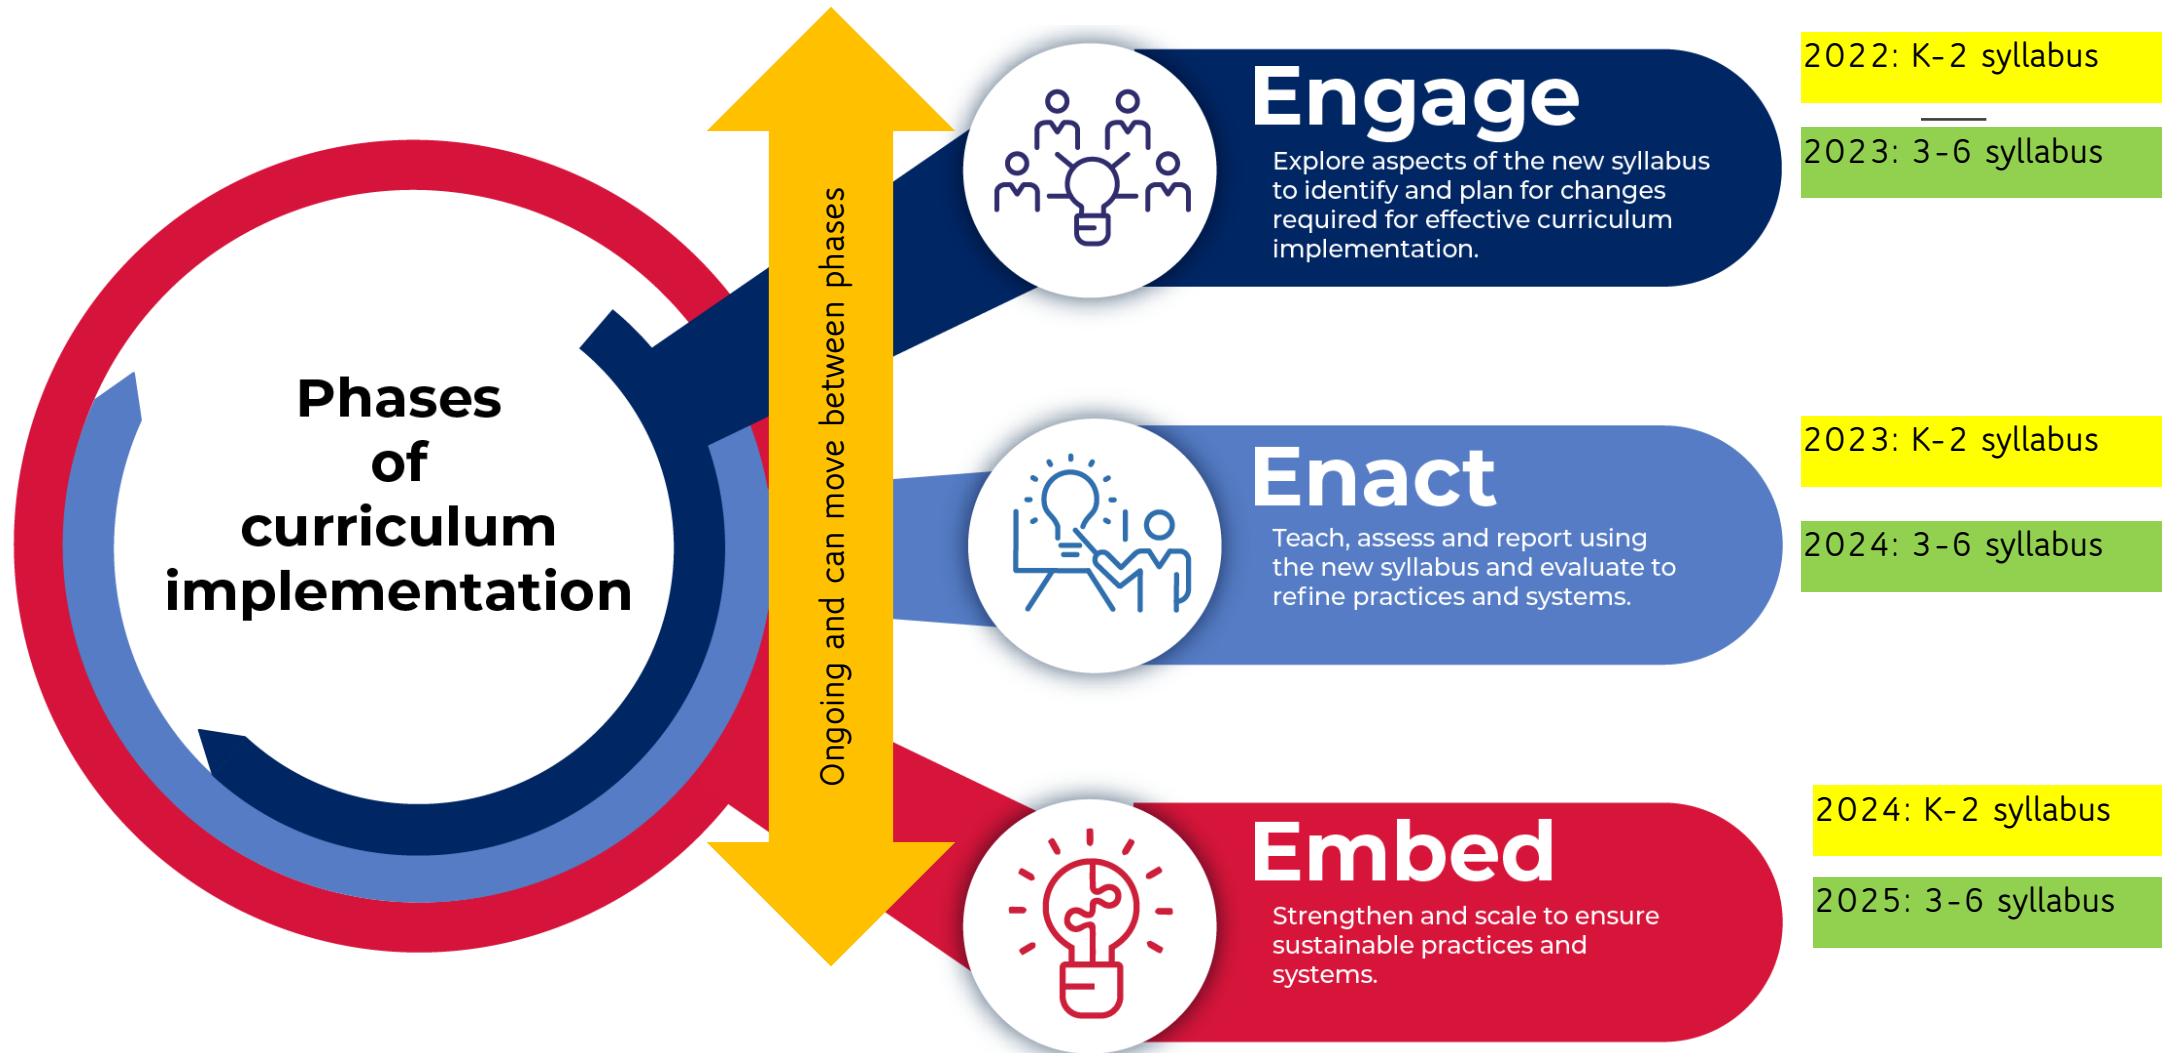 Phases
of
curriculum
implementation
Ongoing and can move between phases
Engage
Explore aspects of the new syllabus
to identify and plan for changes
required for effective curriculum
implementation.
2022: K-2 syllabus
2023: 3-6 syllabus
Enact
Teach, assess and report using
the new syllabus and evaluate to
refine practices and systems.
2023: K-2 syllabus
2024: 3-6 syllabus
Embed
Strengthen and scale to ensure
sustainable practices and
systems.
2024: K-2 syllabus
2025: 3-6 syllabus